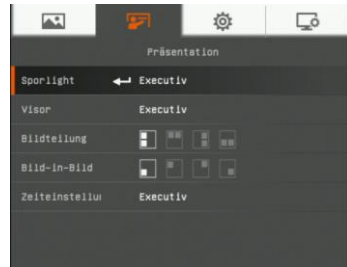 Präsentation
Sporlight Executiv
Visor Executiv
Bildteilung
Bild-in-Bild
Zeiteinstellu Executiv